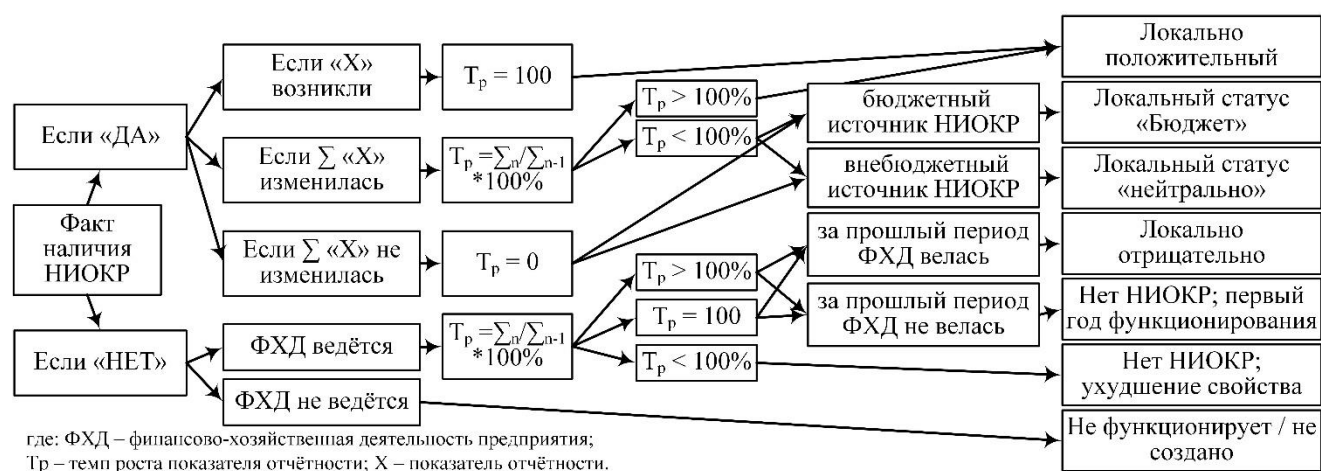 Факт
наличия
НИОКР
Если «ДА»
Если «НЕТ»
Если «Х»
возникли
Если ∑ «Х»
изменилась
Если ∑ «Х» не
изменилась
ФХД ведётся
ФХД не ведётся
Тр = 100
Тр =∑n/∑n-1
*100%
Тр = 0
Тр =∑n/∑n-1
*100%
Тр > 100%
Тр < 100%
Тр > 100%
Тр = 100
Тр < 100%
бюджетный
источник НИОКР
внебюджетный
источник НИОКР
за прошлый период
ФХД велась
за прошлый период
ФХД не велась
Локально
положительный
Локальный статус
«Бюджет»
Локальный статус
«нейтрально»
Локально
отрицательно
Нет НИОКР; первый
год функционирования
Нет НИОКР;
ухудшение свойства
Не функционирует / не
создано
где: ФХД – финансово-хозяйственная деятельность предприятия;
Тр – темп роста показателя отчётности; Х – показатель отчётности.